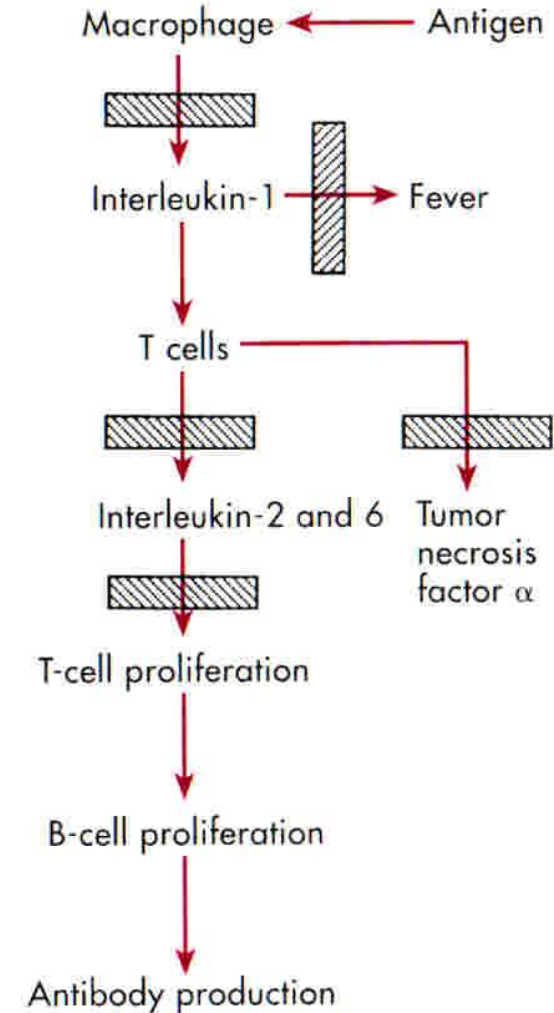 Macrophage
Antigen
Interleukin-1
Fever
T cells
Interleukin-2 and 6
Tumor
necrosis
factor α
T-cell proliferation
B-cell proliferation
Antibody production